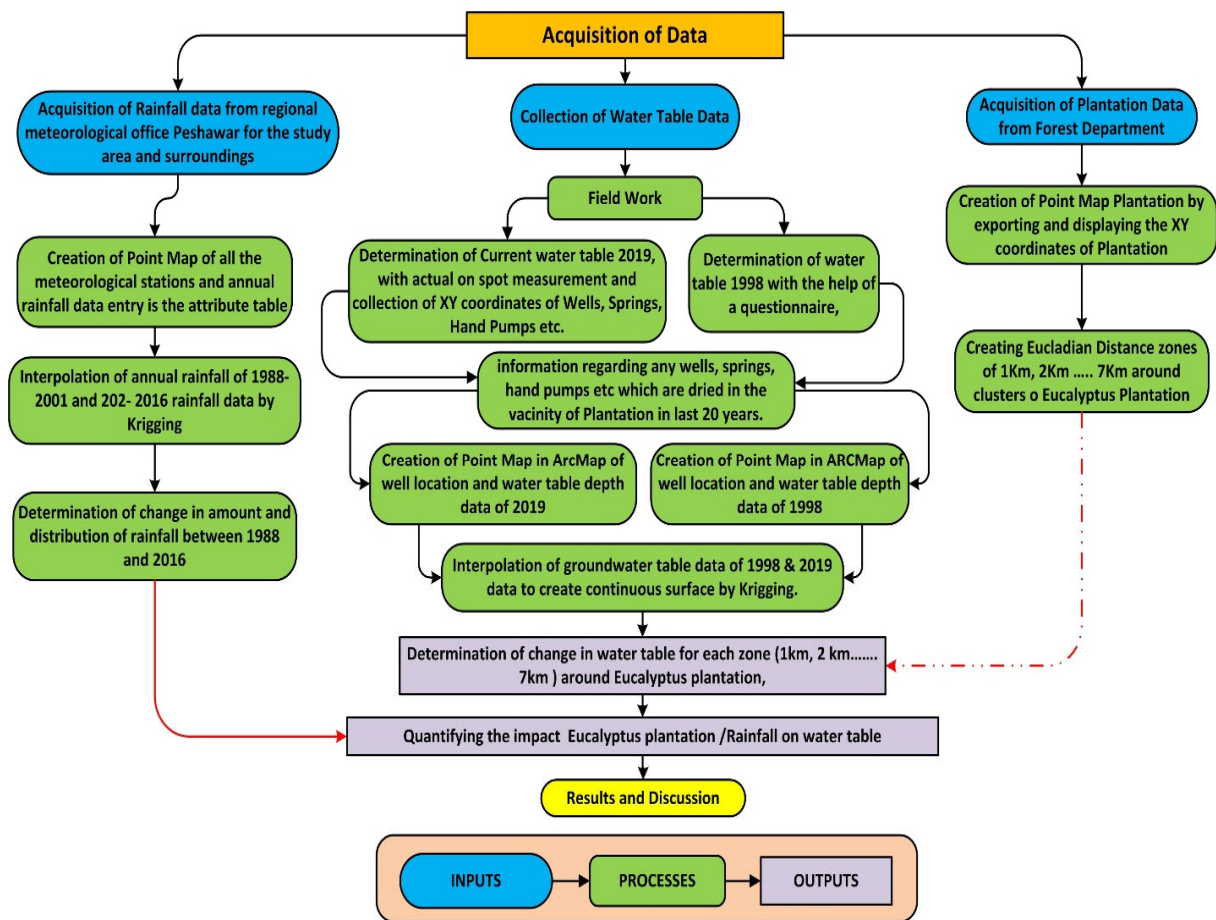 Acquisition of Data
Acquisition of Rainfall data from regional
meteorological office Peshawar for the study
area and surroundings
Collection of Water Table Data
Acquisition of Plantation Data
from Forest Department
Field Work
Creation of Point Map Plantation by
exporting and displaying the XY
coordinates of Plantation
Creation of Point Map of all the
meteorological stations and annual
rainfall data entry is the attribute table
Determination of Current water table 2019,
with actual on spot measurement and
collection of XY coordinates of Wells, Springs,
Hand Pumps etc.
Determination of water
table 1998 with the help of
a questionnaire,
Interpolation of annual rainfall of 1988-
2001 and 202- 2016 rainfall data by
Krigging
information regarding any wells, springs,
hand pumps etc which are dried in the
vacinity of Plantation in last 20 years.
Creating Eucladian Distance zones
of 1Km, 2Km ..... 7Km around
clusters o Eucalyptus Plantation
Creation of Point Map in ArcMap of
well location and water table depth
data of 2019
Creation of Point Map in ARCMap of
well location and water table depth
data of 1998
Determination of change in amount and
distribution of rainfall between 1988
and 2016
Interpolation of groundwater table data of 1998 & 2019
data to create continuous surface by Krigging.
Determination of change in water table for each zone (1km, 2 km.......
7km ) around Eucalyptus plantation,
Quantifying the impact Eucalyptus plantation /Rainfall on water table
Results and Discussion
INPUTS
PROCESSES
OUTPUTS